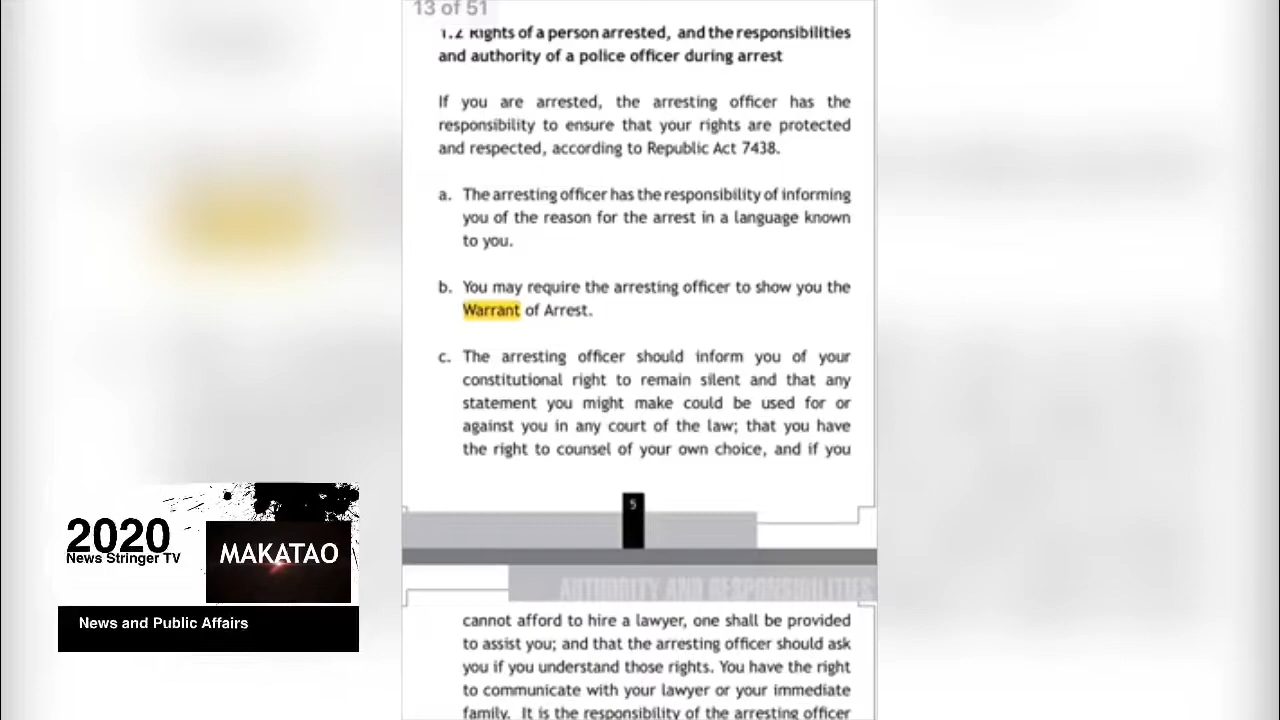 13 of 51
1.2 Rights of a person arrested, and the responsibilities
and authority of a police officer during arrest
If you are arrested, the arresting officer has the
responsibility to ensure that your rights are protected
and respected, according to Republic Act 7438.
a. The arresting officer has the responsibility of informing
you of the reason for the arrest in a language known
to you.
b. You may require the arresting officer to show you the
Warrant of Arrest.
c. The arresting officer should inform you of your
constitutional right to remain silent and that any
statement you might make could be used for or
against you in any court of the law; that you have
the right to counsel of your own choice, and if you
5
AUTHORITY AND RESPONSIBILITIES
cannot afford to hire a lawyer, one shall be provided
to assist you; and that the arresting officer should ask
you if you understand those rights. You have the right
to communicate with your lawyer or your immediate
family. It is the responsibility of the arresting officer
2020
News Stringer TV
MAKATAO
News and Public Affairs